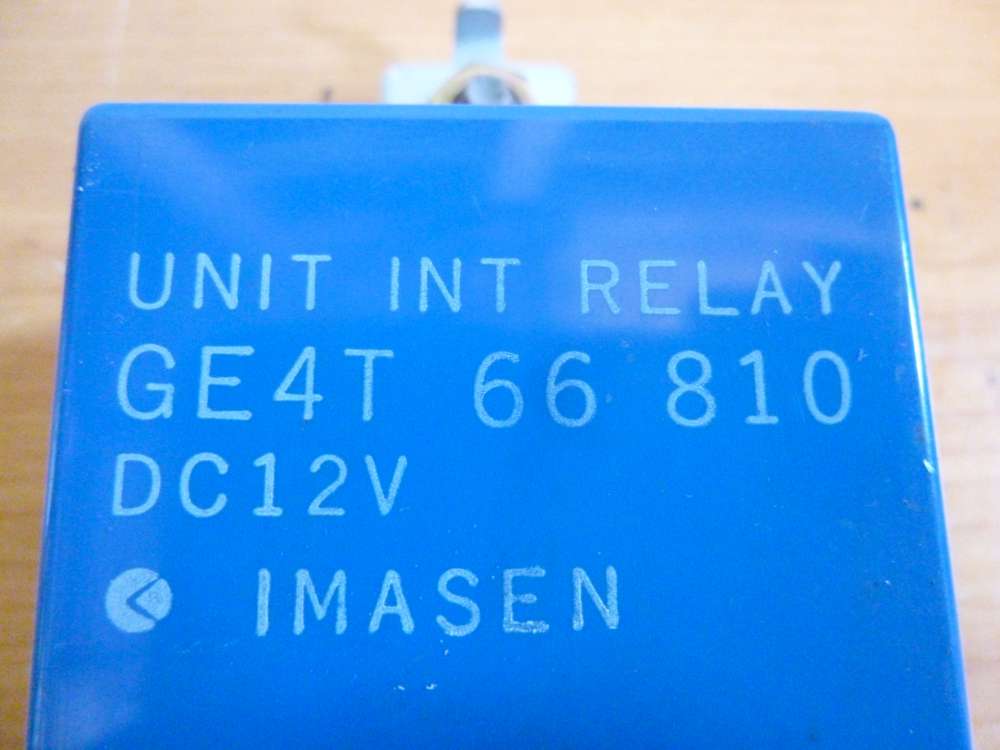 UNIT INT RELAY
GE4T 66 810
DC12V
IMASEN